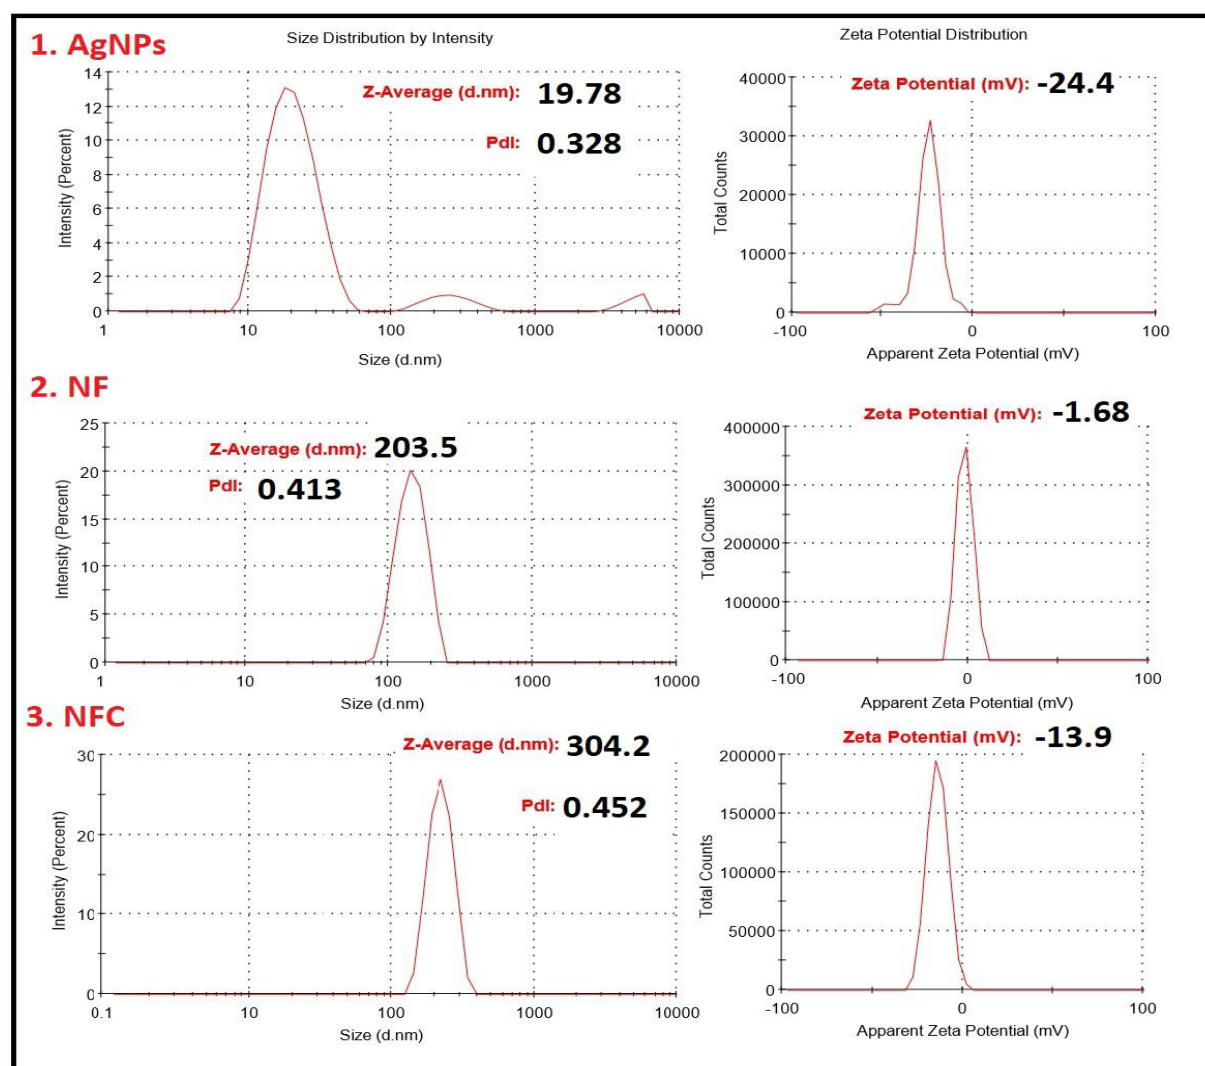 1. AgNPs
Size Distribution by Intensity
Z-Average (d.nm): 19.78
PdI: 0.328
Intensity (Percent)
14
12
10
8
6
4
2
0
1 10 100 1000 10000
Size (d.nm)
Zeta Potential Distribution
Zeta Potential (mV): -24.4
Total Counts
40000
30000
20000
10000
0
-100 0 100
Apparent Zeta Potential (mV)
2. NF
Z-Average (d.nm): 203.5
PdI: 0.413
Intensity (Percent)
25
20
15
10
5
0
1 10 100 1000 10000
Size (d.nm)
Zeta Potential (mV): -1.68
Total Counts
400000
300000
200000
100000
0
-100 0 100
Apparent Zeta Potential (mV)
3. NFC
Z-Average (d.nm): 304.2
PdI: 0.452
Intensity (Percent)
30
20
10
0
0.1 10 100 1000 10000
Size (d.nm)
Zeta Potential (mV): -13.9
Total Counts
200000
150000
100000
50000
0
-100 0 100
Apparent Zeta Potential (mV)